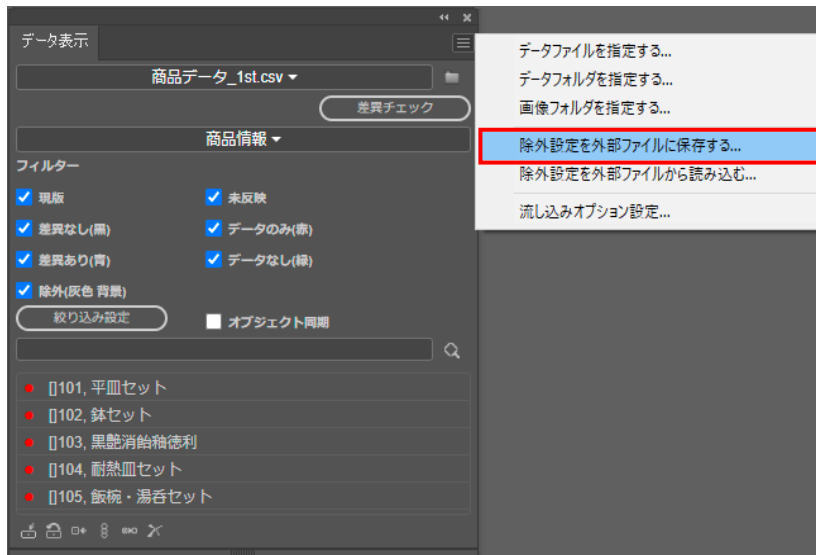 データ表示
商品データ_1st.csv
差異チェック
商品情報
フィルター
現版
未反映
差異なし(黒)
データのみ(赤)
差異あり(青)
データなし(緑)
除外(灰色 背景)
絞り込み設定
オブジェクト同期
[]101, 平皿セット
[]102, 鉢セット
[]103, 黒艶消飴釉徳利
[]104, 耐熱皿セット
[]105, 飯椀・湯呑セット
データファイルを指定する...
データフォルダを指定する...
画像フォルダを指定する...
除外設定を外部ファイルに保存する...
除外設定を外部ファイルから読み込む...
流し込みオプション設定...